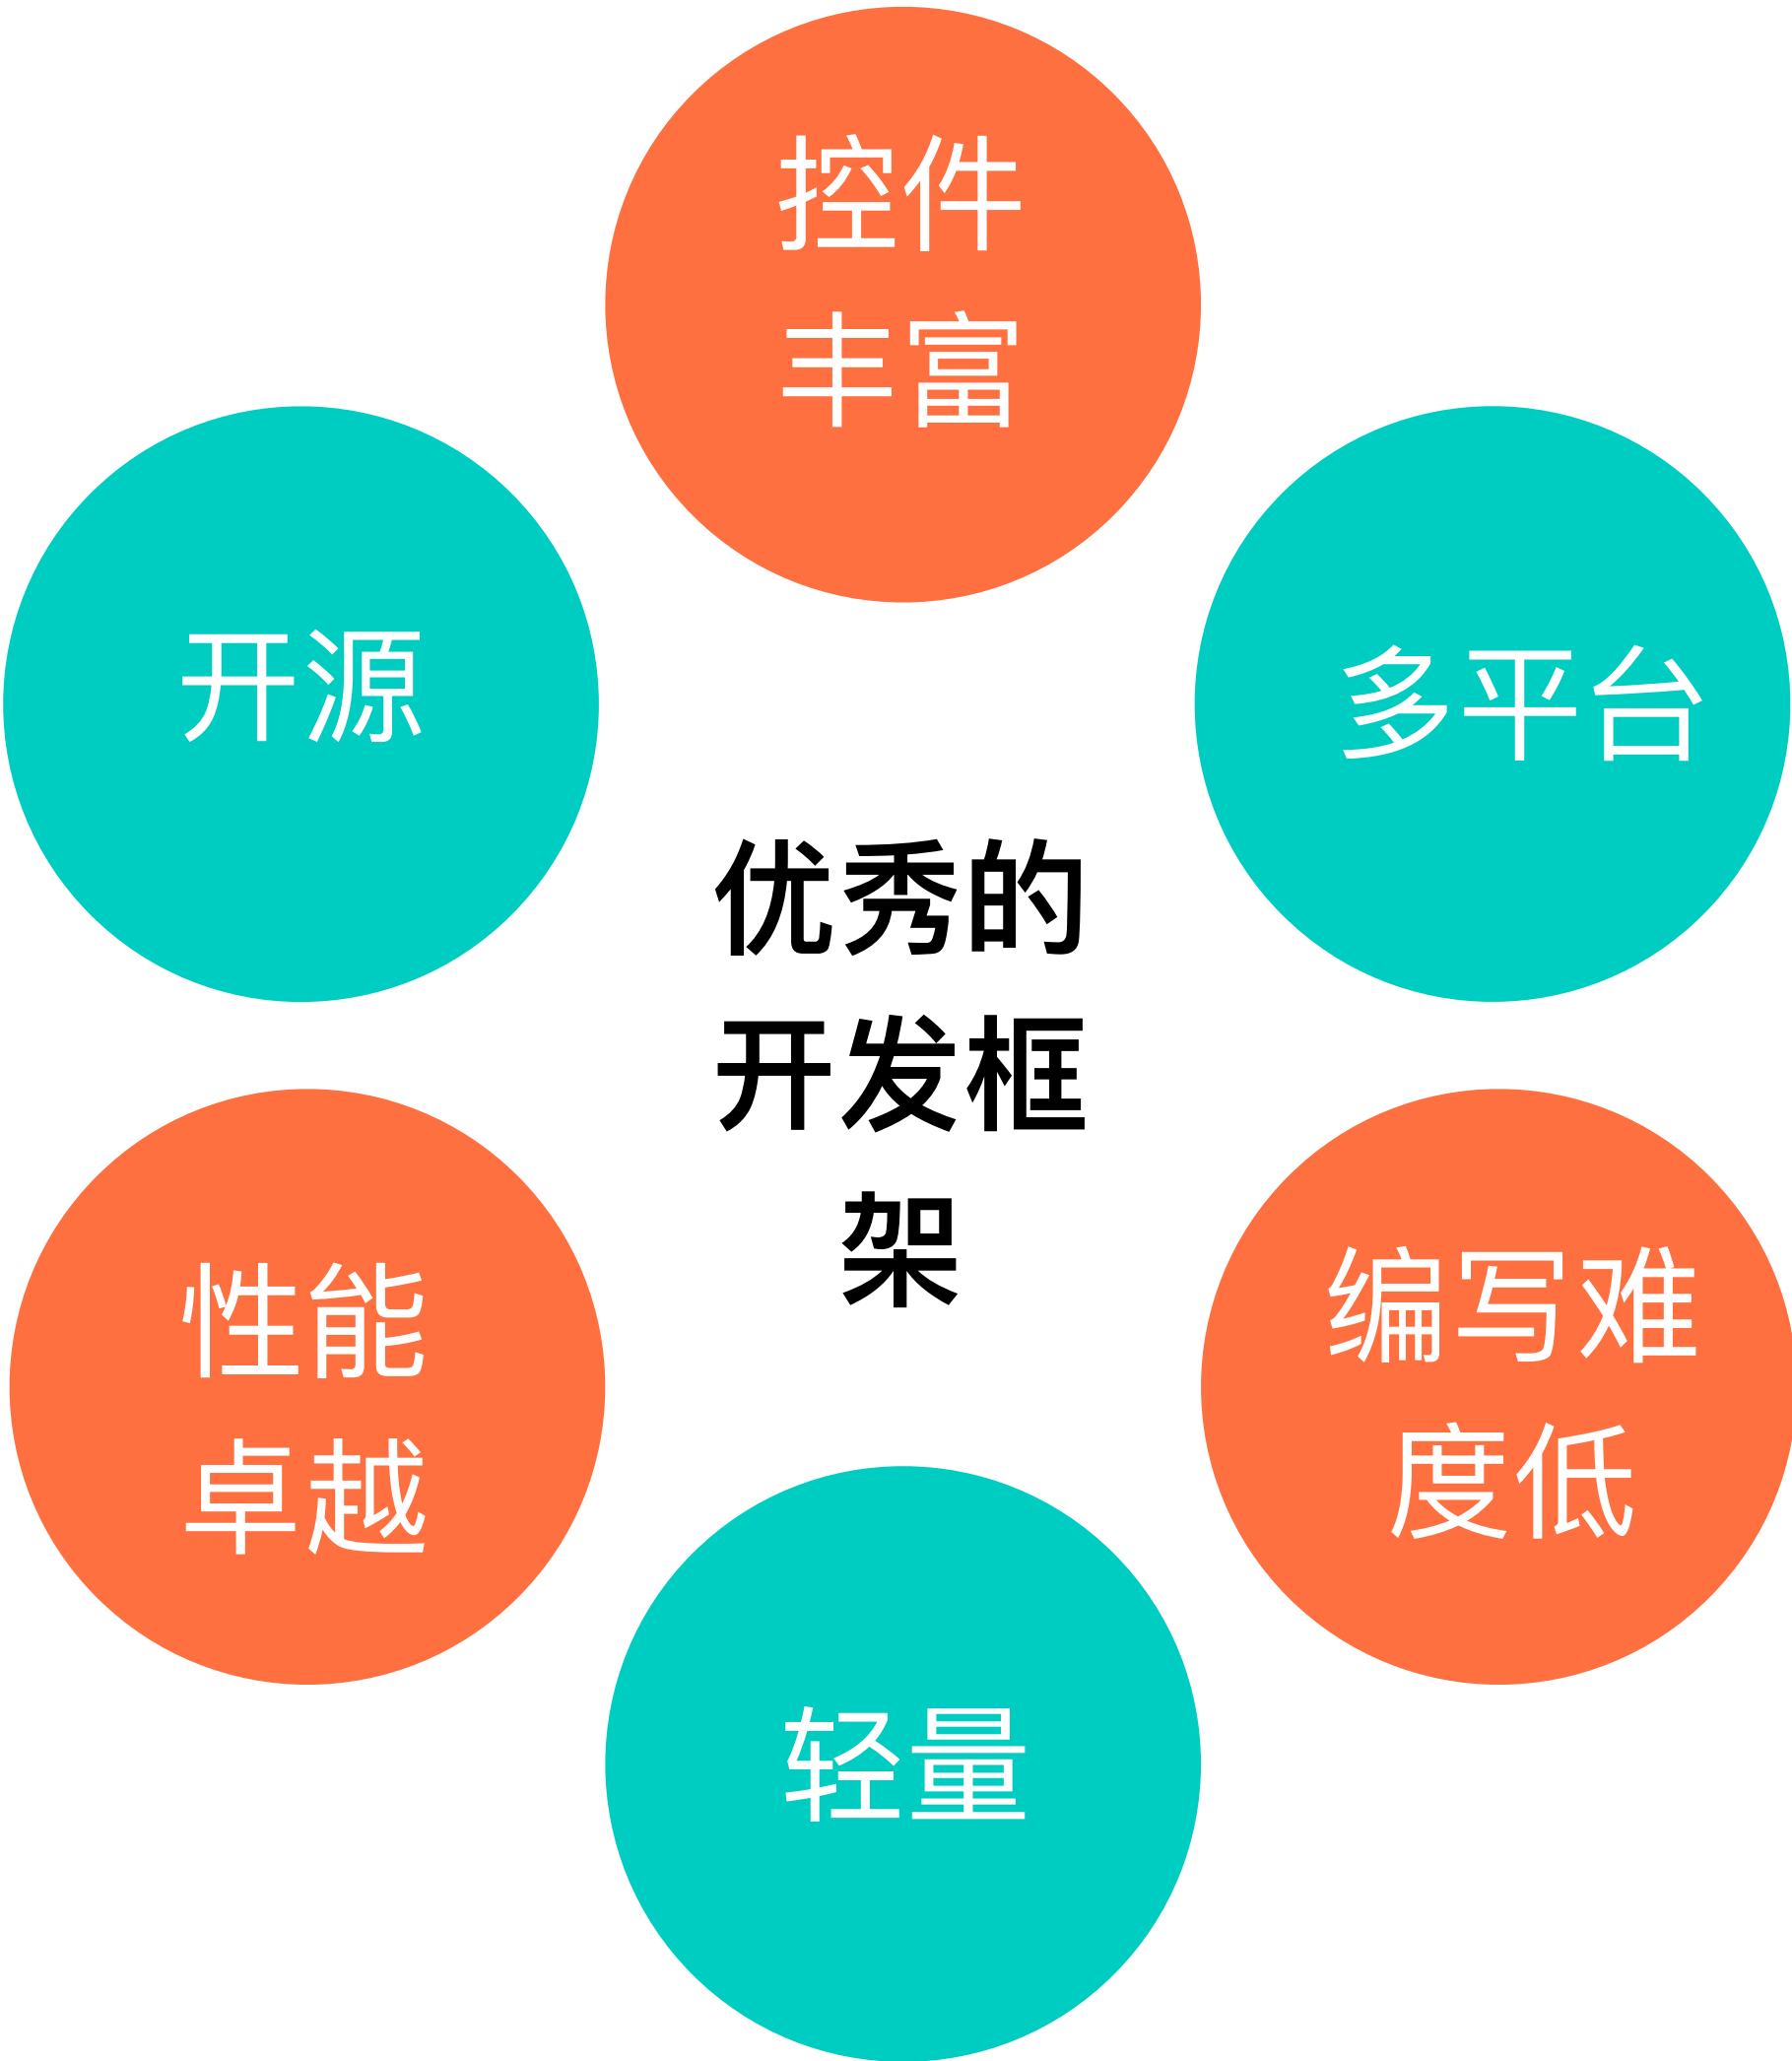 控件
丰富
开源
多平台
优秀的
开发框
架
性能
卓越
编写难
度低
轻量